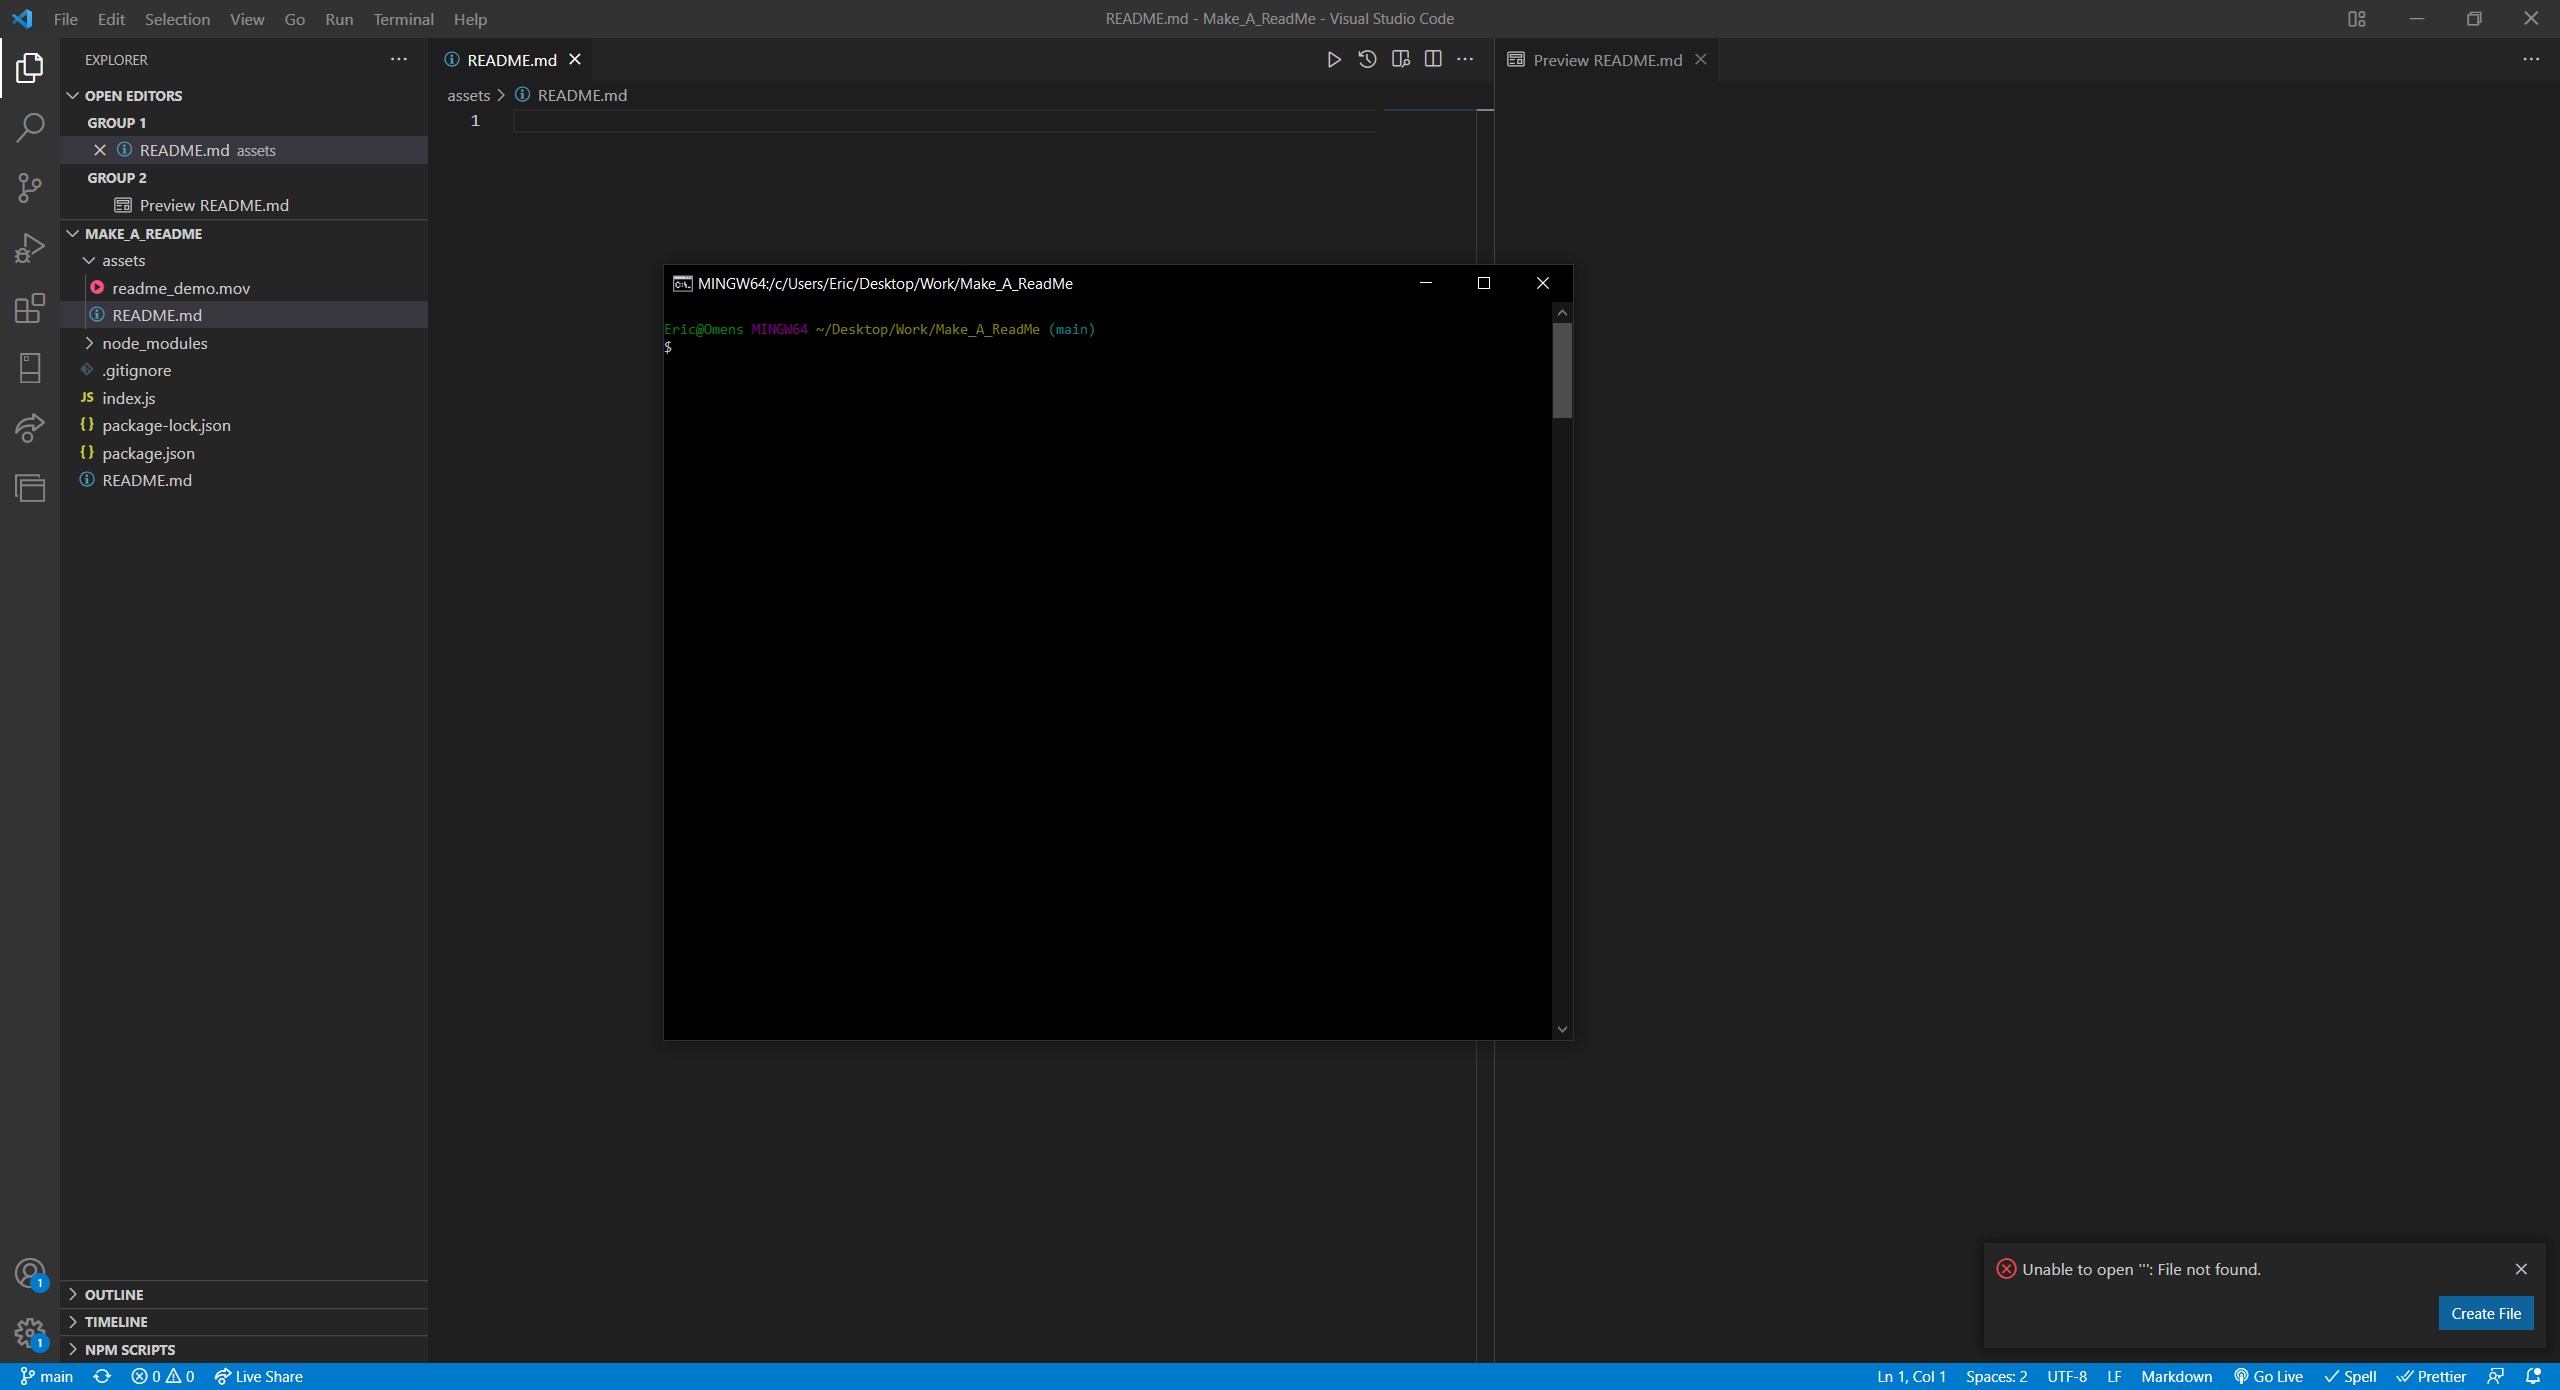 File Edit Selection View Go Run Terminal Help
README.md - Make_A_ReadMe - Visual Studio Code
EXPLORER
OPEN EDITORS
GROUP 1
README.md assets
GROUP 2
Preview README.md
MAKE_A_README
assets
readme_demo.mov
README.md
node_modules
.gitignore
JS index.js
{} package-lock.json
{} package.json
README.md
OUTLINE
TIMELINE
NPM SCRIPTS
1
1
README.md
assets > README.md
1
Preview README.md
MINGW64:/c/Users/Eric/Desktop/Work/Make_A_ReadMe
Eric@Omens MINGW64 ~/Desktop/Work/Make_A_ReadMe (main)
$
Unable to open ''': File not found.
Create File
main 0 0 Live Share
Ln 1, Col 1 Spaces: 2 UTF-8 LF Markdown Go Live Spell Prettier